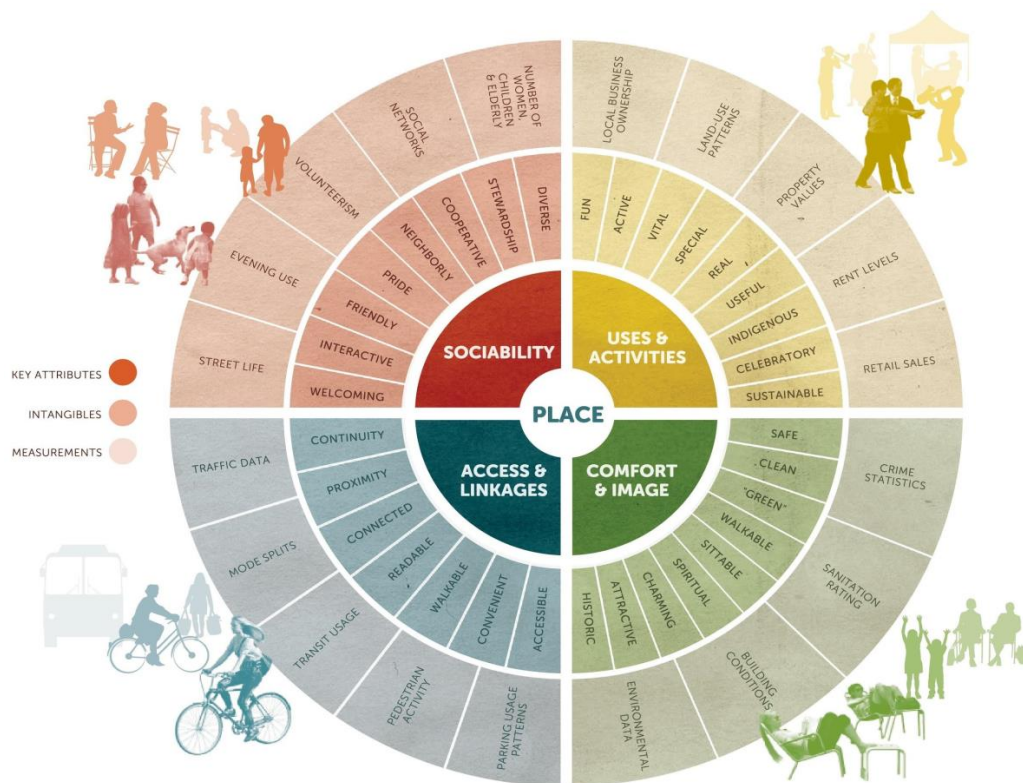 KEY ATTRIBUTES
INTANGIBLES
MEASUREMENTS
PLACE
SOCIABILITY
WELCOMING
INTERACTIVE
FRIENDLY
PRIDE
NEIGHBORLY
COOPERATIVE
STEWARDSHIP
DIVERSE
STREET LIFE
EVENING USE
VOLUNTEERISM
SOCIAL
NETWORKS
NUMBER OF
WOMEN,
CHILDREN
& ELDERLY
USES &
ACTIVITIES
FUN
ACTIVE
VITAL
SPECIAL
REAL
USEFUL
INDIGENOUS
CELEBRATORY
SUSTAINABLE
LOCAL BUSINESS
OWNERSHIP
LAND-USE
PATTERNS
PROPERTY
VALUES
RENT LEVELS
RETAIL SALES
COMFORT
& IMAGE
SAFE
CLEAN
"GREEN"
WALKABLE
SITTABLE
SPIRITUAL
CHARMING
ATTRACTIVE
HISTORIC
CRIME
STATISTICS
SANITATION
RATING
BUILDING
CONDITIONS
ENVIRONMENTAL
DATA
ACCESS &
LINKAGES
CONTINUITY
PROXIMITY
CONNECTED
READABLE
WALKABLE
CONVENIENT
ACCESSIBLE
TRAFFIC DATA
MODE SPLITS
TRANSIT USAGE
PEDESTRIAN
ACTIVITY
PARKING USAGE
PATTERNS